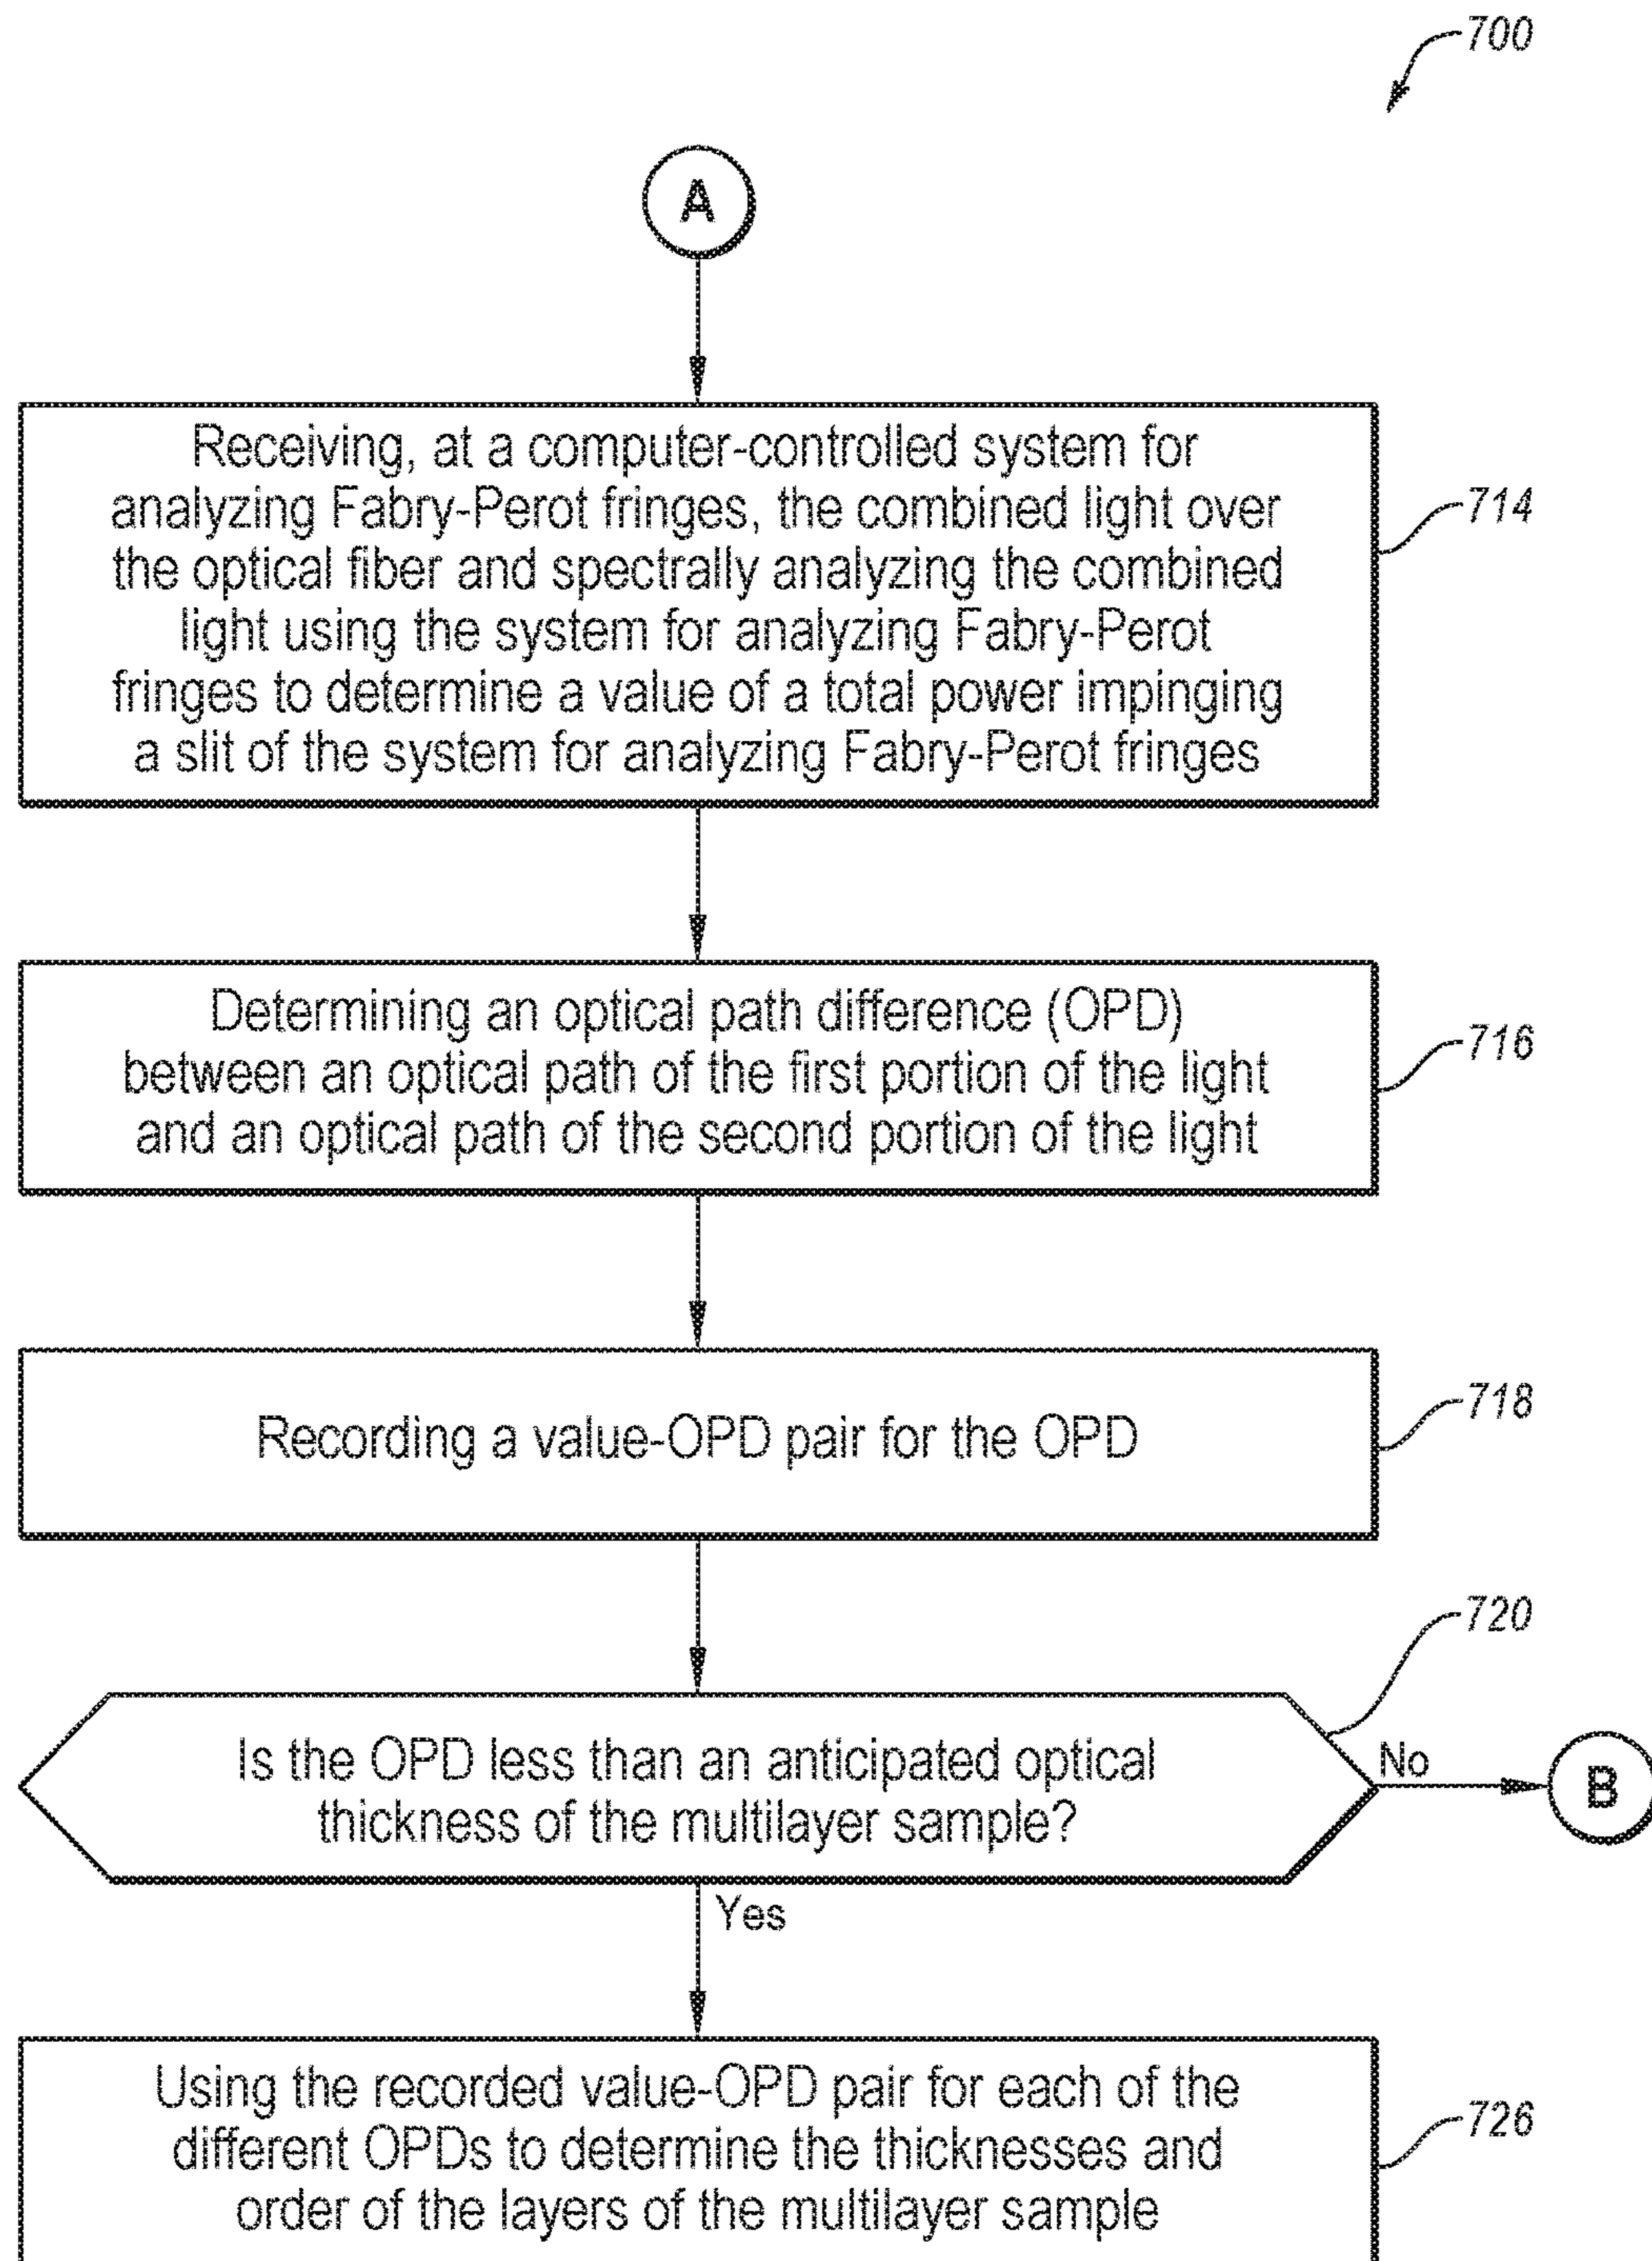 700
A
Receiving, at a computer-controlled system for
analyzing Fabry-Perot fringes, the combined light over
the optical fiber and spectrally analyzing the combined
light using the system for analyzing Fabry-Perot
fringes to determine a value of a total power impinging
a slit of the system for analyzing Fabry-Perot fringes
714
Determining an optical path difference (OPD)
between an optical path of the first portion of the light
and an optical path of the second portion of the light
716
Recording a value-OPD pair for the OPD
718
720
Is the OPD less than an anticipated optical
thickness of the multilayer sample?
No
B
Yes
Using the recorded value-OPD pair for each of the
different OPDs to determine the thicknesses and
order of the layers of the multilayer sample
726